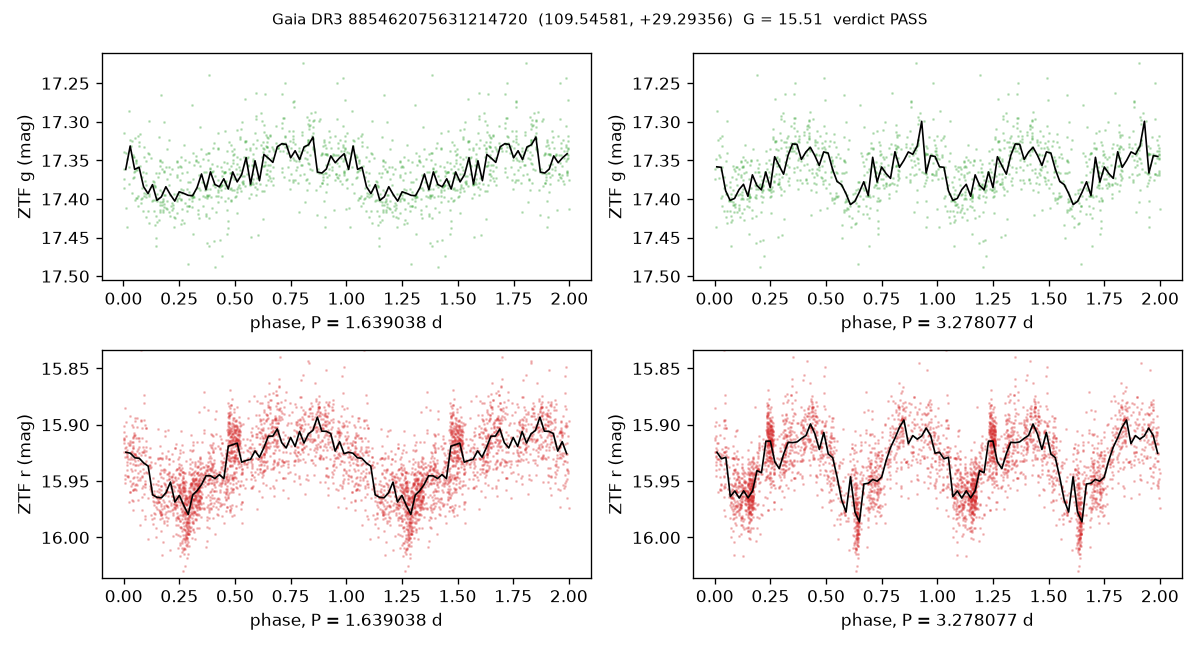 Gaia DR3 885462075631214720 (109.54581, +29.29356) G = 15.51 verdict PASS
ZTF g (mag)
17.25
17.30
17.35
17.40
17.45
17.50
0.00 0.25 0.50 0.75 1.00 1.25 1.50 1.75 2.00
phase, P = 1.639038 d
ZTF g (mag)
17.25
17.30
17.35
17.40
17.45
17.50
0.00 0.25 0.50 0.75 1.00 1.25 1.50 1.75 2.00
phase, P = 3.278077 d
ZTF r (mag)
15.85
15.90
15.95
16.00
0.00 0.25 0.50 0.75 1.00 1.25 1.50 1.75 2.00
phase, P = 1.639038 d
ZTF r (mag)
15.85
15.90
15.95
16.00
0.00 0.25 0.50 0.75 1.00 1.25 1.50 1.75 2.00
phase, P = 3.278077 d